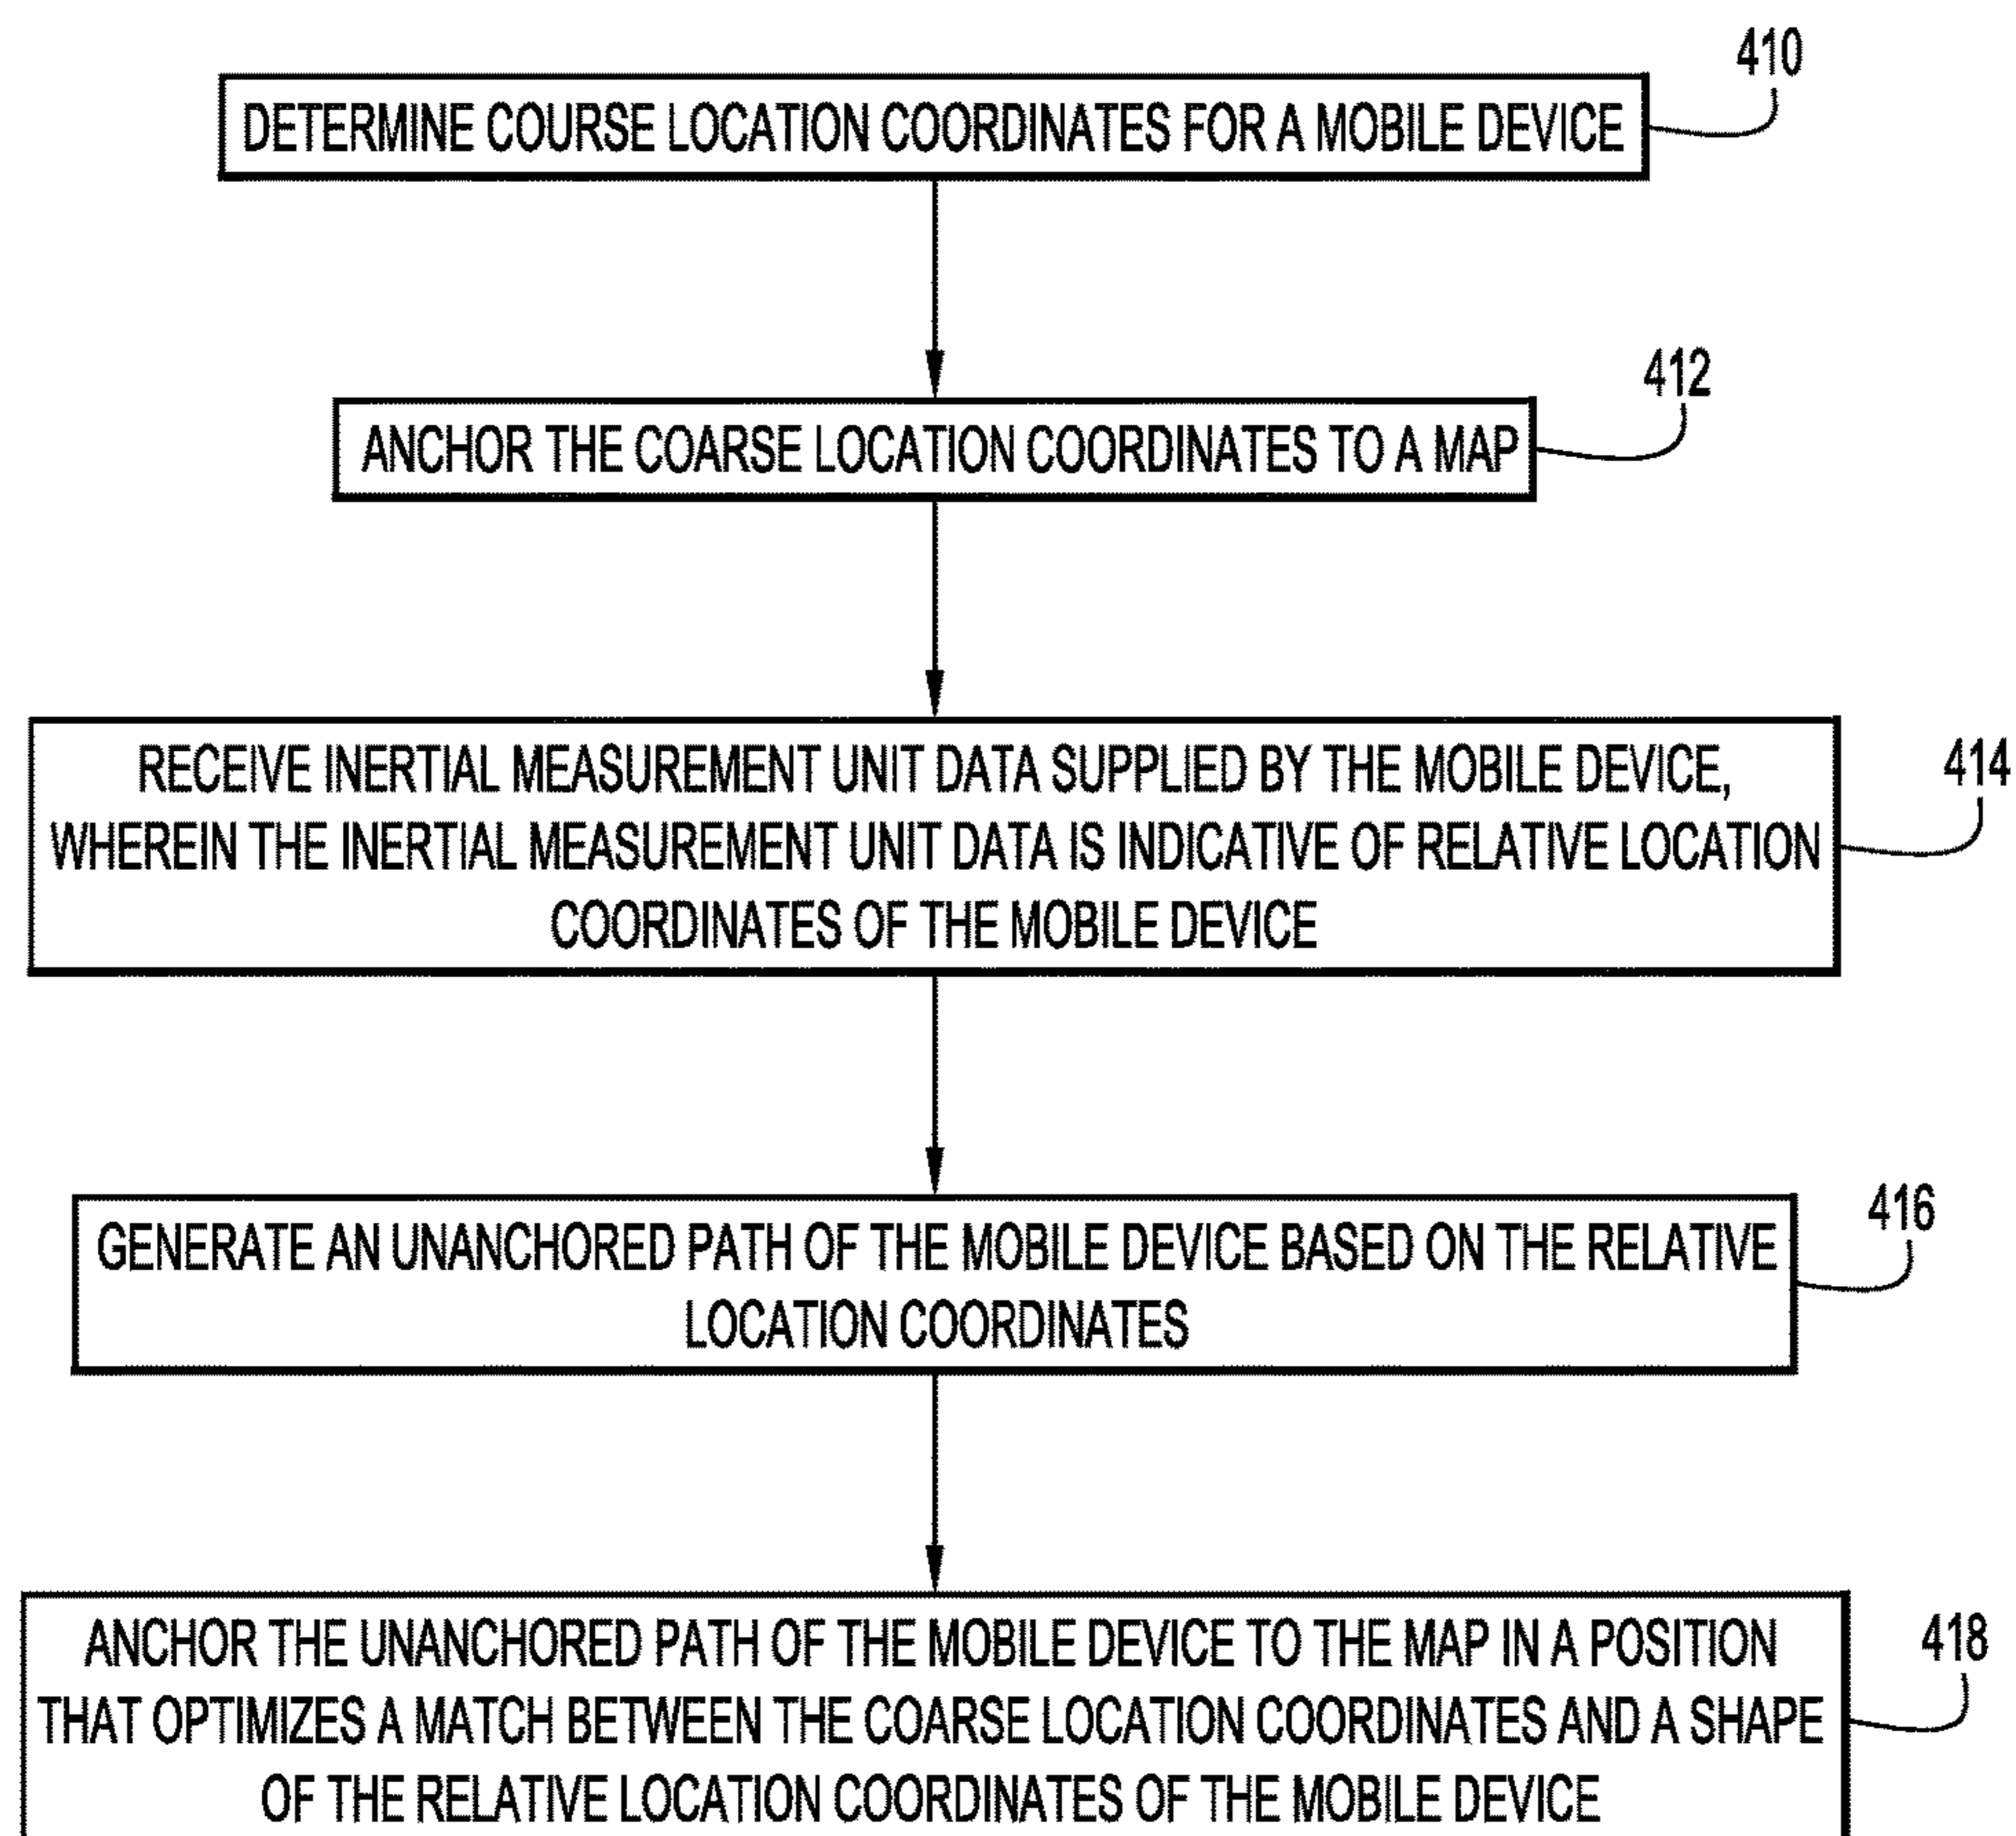 410
DETERMINE COURSE LOCATION COORDINATES FOR A MOBILE DEVICE
412
ANCHOR THE COARSE LOCATION COORDINATES TO A MAP
414
RECEIVE INERTIAL MEASUREMENT UNIT DATA SUPPLIED BY THE MOBILE DEVICE,
WHEREIN THE INERTIAL MEASUREMENT UNIT DATA IS INDICATIVE OF RELATIVE LOCATION
COORDINATES OF THE MOBILE DEVICE
416
GENERATE AN UNANCHORED PATH OF THE MOBILE DEVICE BASED ON THE RELATIVE
LOCATION COORDINATES
418
ANCHOR THE UNANCHORED PATH OF THE MOBILE DEVICE TO THE MAP IN A POSITION
THAT OPTIMIZES A MATCH BETWEEN THE COARSE LOCATION COORDINATES AND A SHAPE
OF THE RELATIVE LOCATION COORDINATES OF THE MOBILE DEVICE